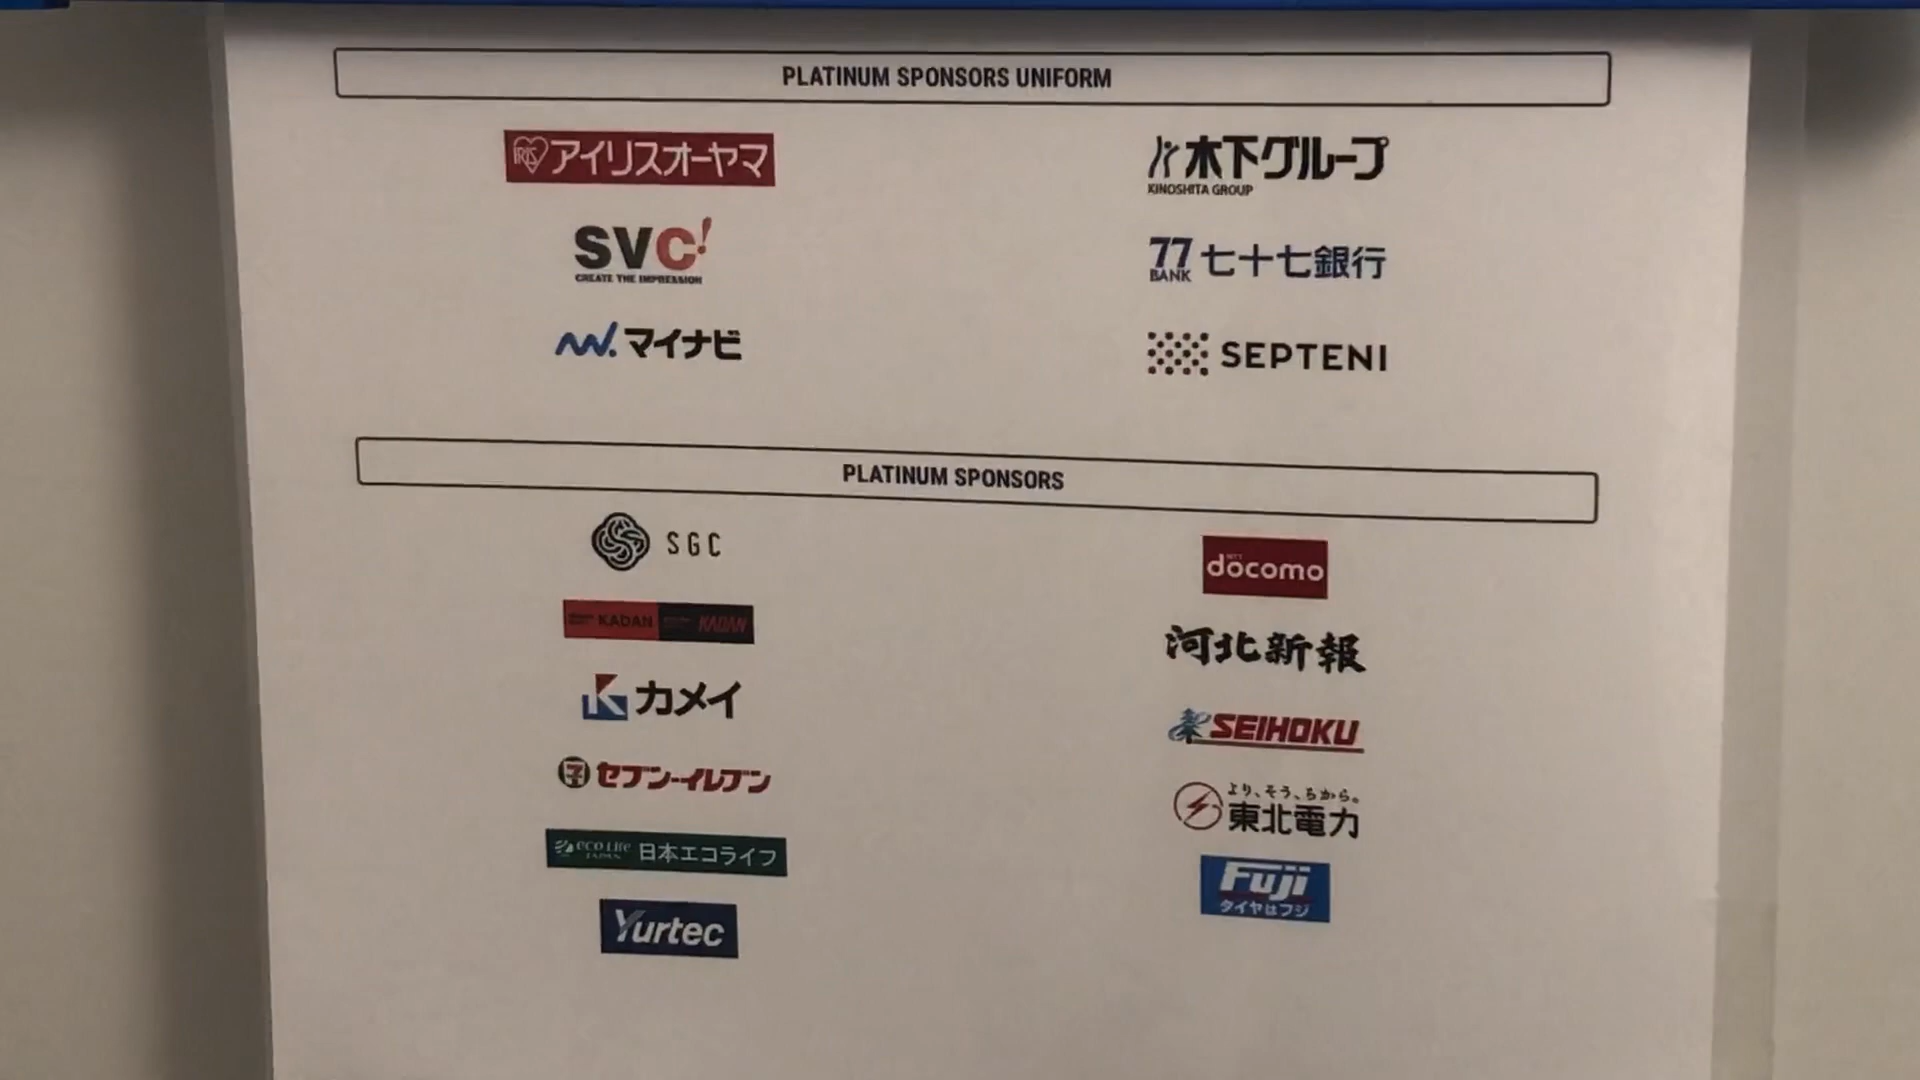 PLATINUM SPONSORS UNIFORM
IRIS アイリスオーヤマ
木下グループ
KINOSHITA GROUP
SVC!
CREATE THE IMPRESSION
77 BANK 七十七銀行
マイナビ
SEPTENI
PLATINUM SPONSORS
SGC
NTT docomo
KADAN KADAN
河北新報
カメイ
SEIHOKU
セブン-イレブン
より、そう、ちから。
東北電力
eco Life JAPAN 日本エコライフ
Fuji
タイヤはフジ
Yurtec